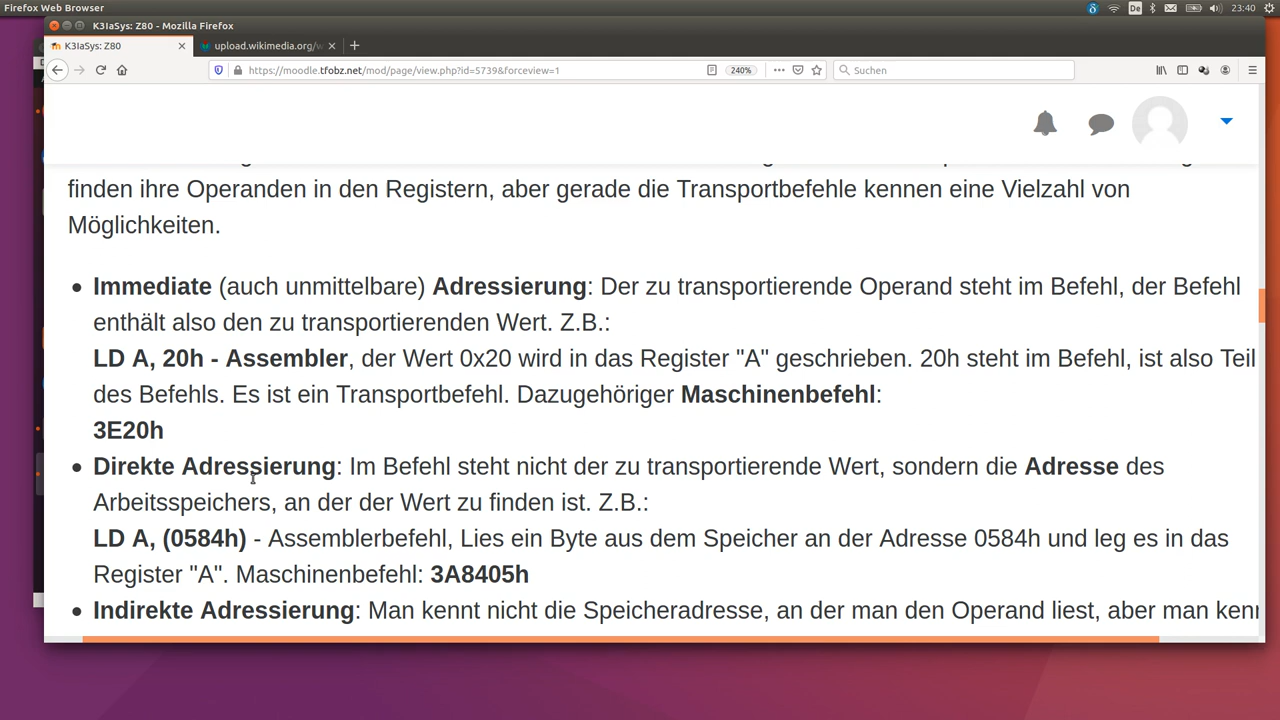 Firefox Web Browser
De
23:40
K3IaSys: Z80 - Mozilla Firefox
K3IaSys: Z80
upload.wikimedia.org/w
https://moodle.tfobz.net/mod/page/view.php?id=5739&forceview=1
240%
Suchen
finden ihre Operanden in den Registern, aber gerade die Transportbefehle kennen eine Vielzahl von
Möglichkeiten.
Immediate (auch unmittelbare) Adressierung: Der zu transportierende Operand steht im Befehl, der Befehl
enthält also den zu transportierenden Wert. Z.B.:
LD A, 20h - Assembler, der Wert 0x20 wird in das Register "A" geschrieben. 20h steht im Befehl, ist also Teil
des Befehls. Es ist ein Transportbefehl. Dazugehöriger Maschinenbefehl:
3E20h
Direkte Adressierung: Im Befehl steht nicht der zu transportierende Wert, sondern die Adresse des
Arbeitsspeichers, an der der Wert zu finden ist. Z.B.:
LD A, (0584h) - Assemblerbefehl, Lies ein Byte aus dem Speicher an der Adresse 0584h und leg es in das
Register "A". Maschinenbefehl: 3A8405h
Indirekte Adressierung: Man kennt nicht die Speicheradresse, an der man den Operand liest, aber man kenn